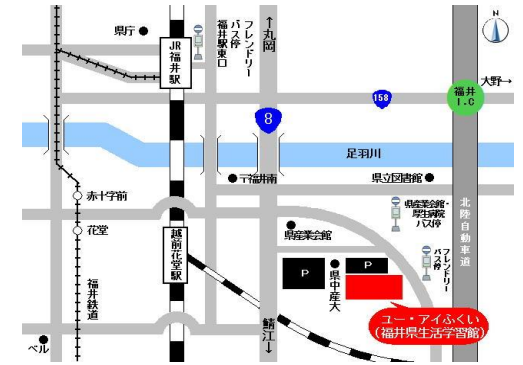 県庁
JR福井駅
フレンドリー
バス停
福井駅東口
↑丸岡
N
大野→
福井
I.C
158
8
足羽川
〒福井南
県立図書館
赤十字前
花堂
県産業会館・
厚生病院
バス停
北陸自動車道
県産業会館
越前花堂駅
フレンドリー
バス停
P
P
県中産大
福井鉄道
ユー・アイふくい
(福井県生活学習館)
鯖江↓
ベル